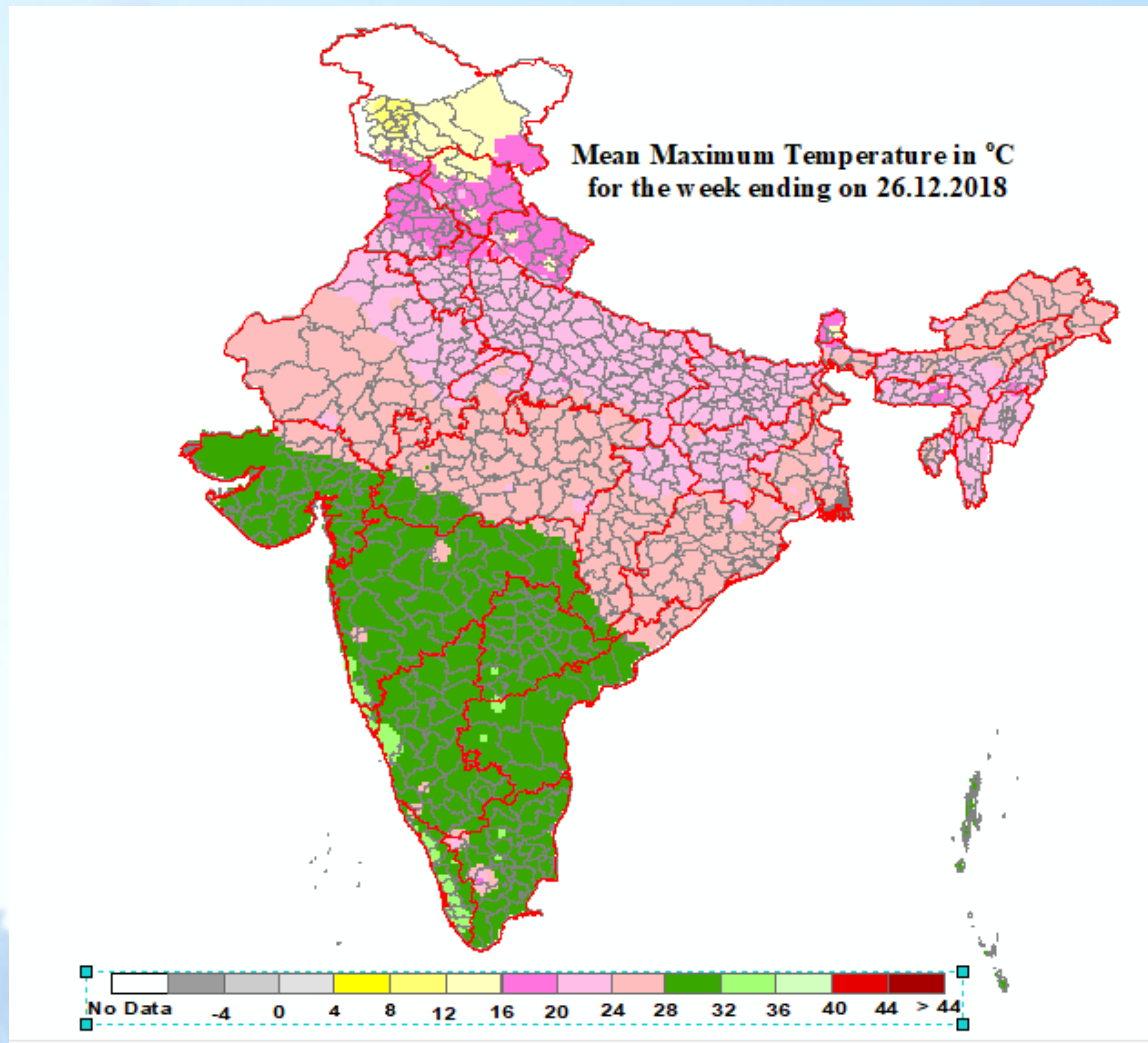 Mean Maximum Temperature in °C
for the week ending on 26.12.2018
No Data -4 0 4 8 12 16 20 24 28 32 36 40 44 > 44